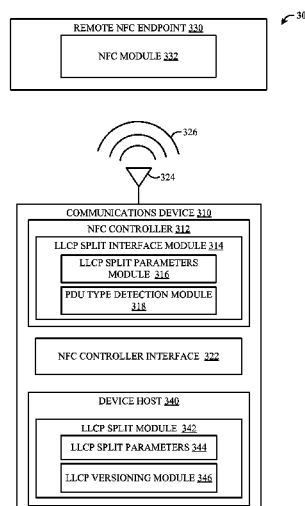 30
REMOTE NFC ENDPOINT 330
NFC MODULE 332
326
324
COMMUNICATIONS DEVICE 310
NFC CONTROLLER 312
LLCP SPLIT INTERFACE MODULE 314
LLCP SPLIT PARAMETERS
MODULE 316
PDU TYPE DETECTION MODULE
318
NFC CONTROLLER INTERFACE 322
DEVICE HOST 340
LLCP SPLIT MODULE 342
LLCP SPLIT PARAMETERS 344
LLCP VERSIONING MODULE 346